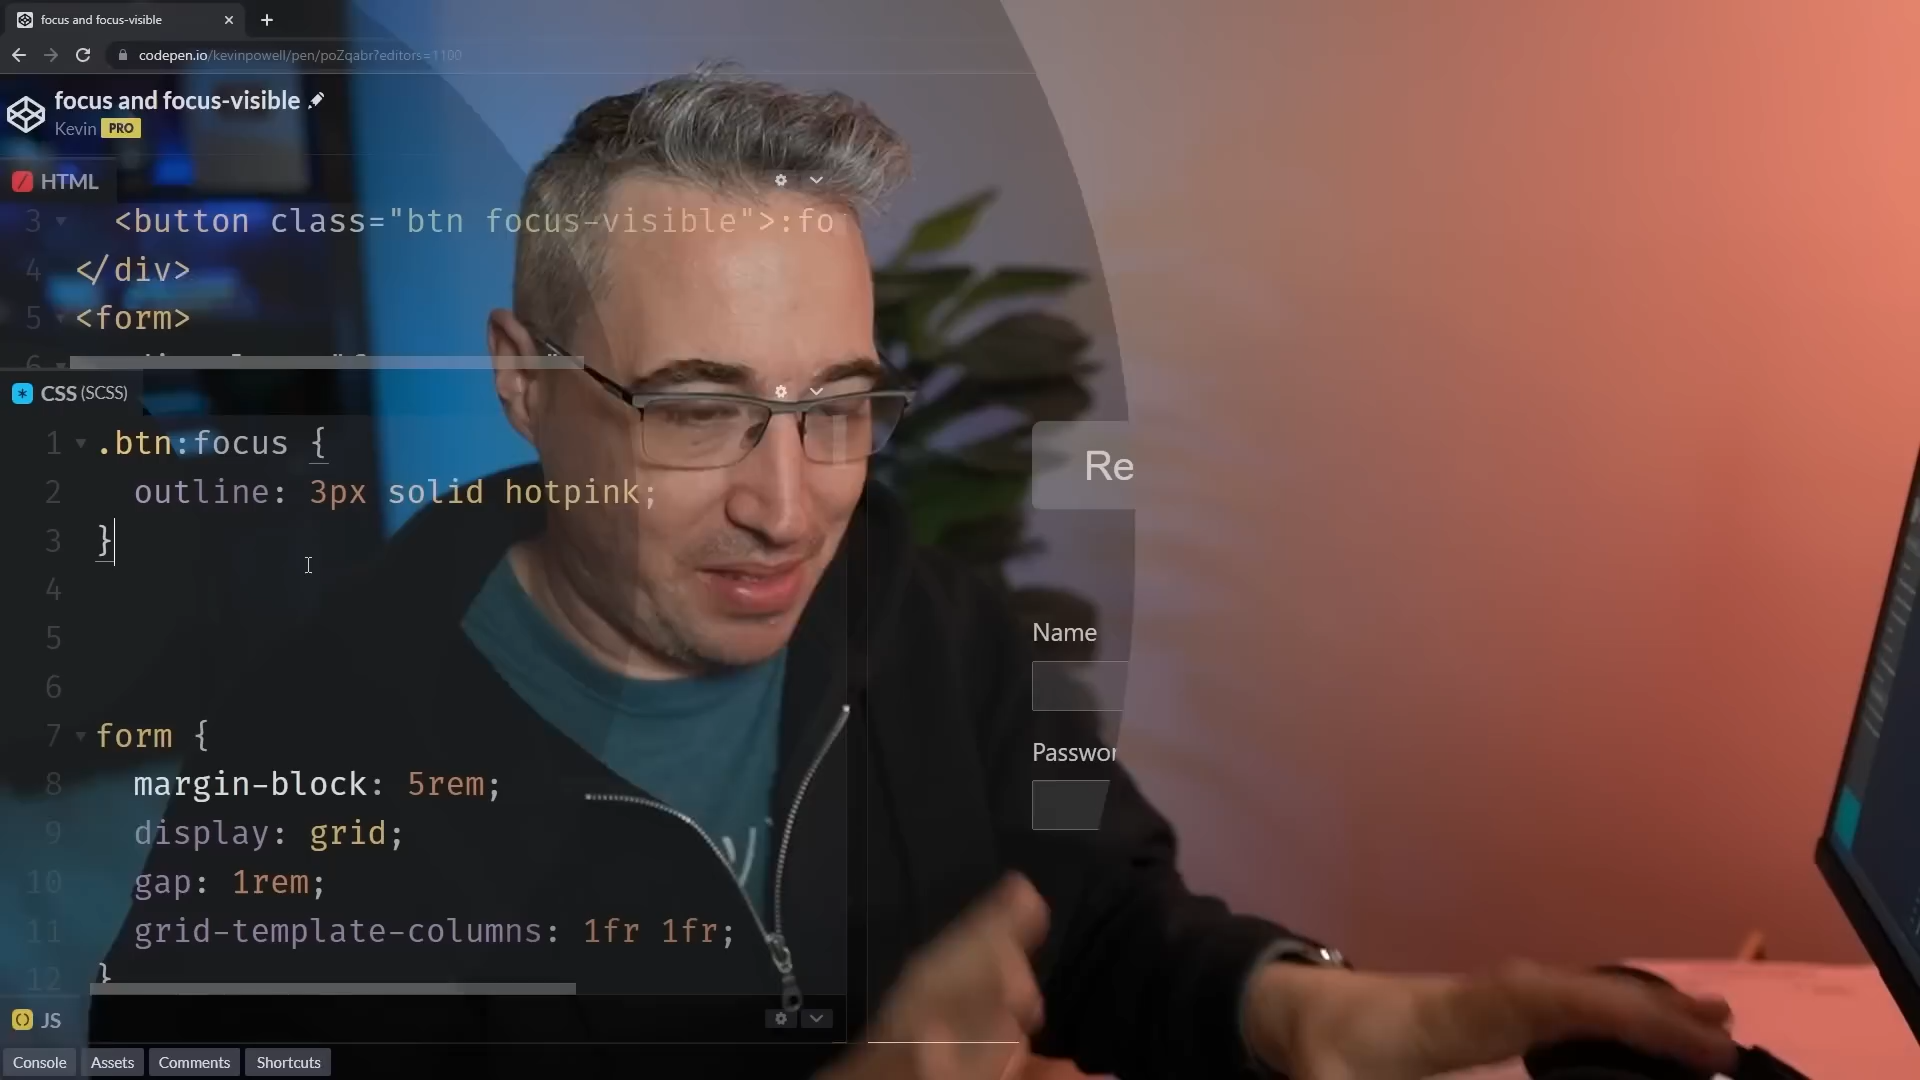 focus and focus-visible
codepen.io/kevinpowell/pen/poZqabr?editors=1100
focus and focus-visible
Kevin PRO
HTML
3 <button class="btn focus-visible">:fo
4 </div>
5 <form>
6
CSS (SCSS)
1 .btn:focus {
2 outline: 3px solid hotpink;
3 }
4
5
6
7 form {
8 margin-block: 5rem;
9 display: grid;
10 gap: 1rem;
11 grid-template-columns: 1fr 1fr;
12 }
JS
Console Assets Comments Shortcuts
Re
Name
Passwor